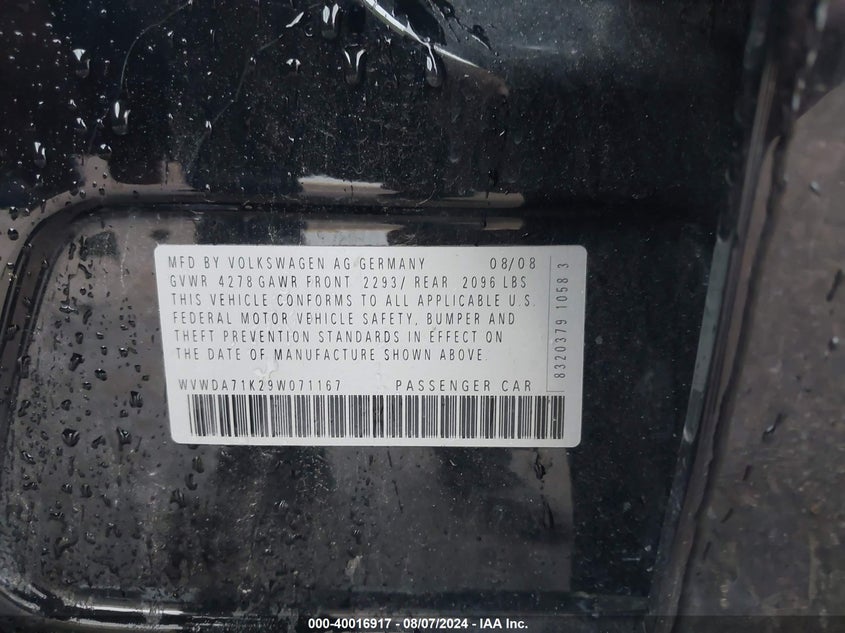 MFD BY VOLKSWAGEN AG GERMANY 08/08
GVWR 4278 GAWR FRONT 2293/ REAR 2096 LBS
THIS VEHICLE CONFORMS TO ALL APPLICABLE U.S.
FEDERAL MOTOR VEHICLE SAFETY, BUMPER AND
THEFT PREVENTION STANDARDS IN EFFECT ON
THE DATE OF MANUFACTURE SHOWN ABOVE.
WVWDA71K29W071167 PASSENGER CAR
8320379 1058 3
000-40016917 - 08/07/2024 - IAA Inc.